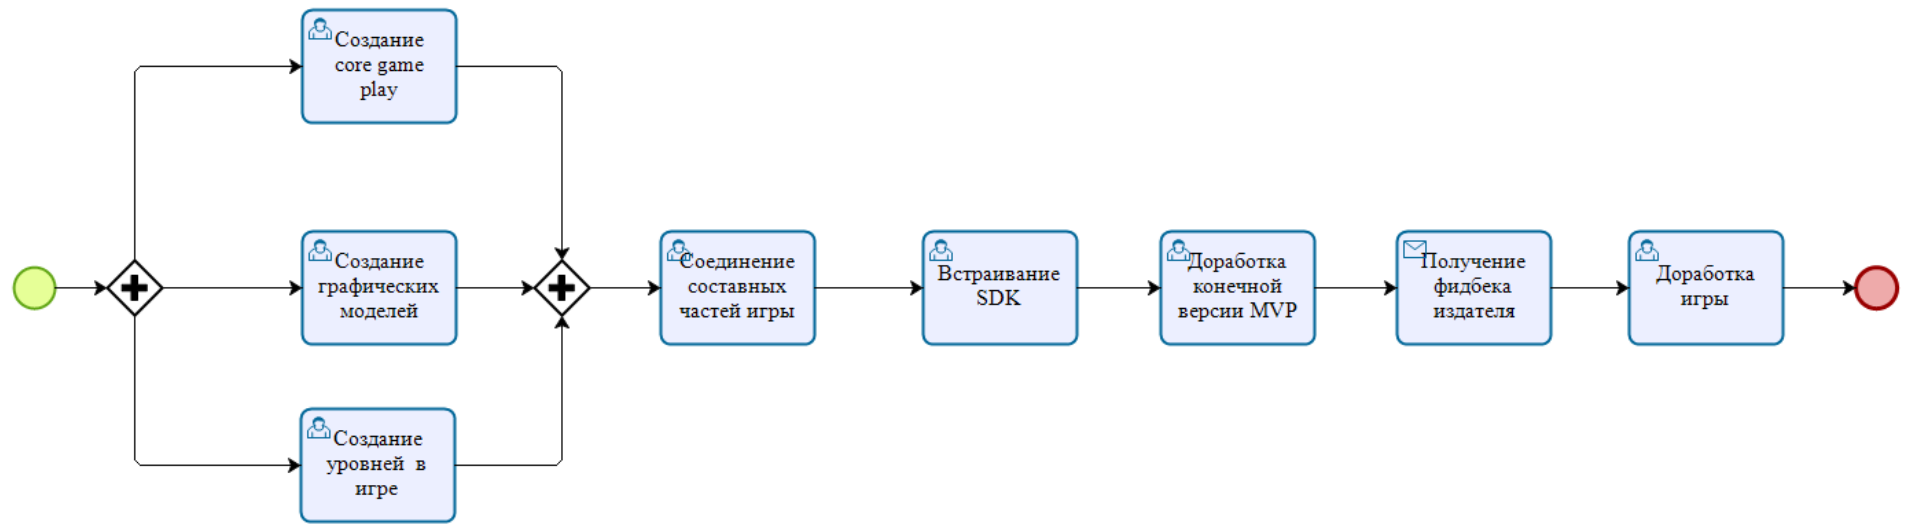 Создание
core game
play
Создание
графических
моделей
Создание
уровней в
игре
Соединение
составных
частей игры
Встраивание
SDK
Доработка
конечной
версии MVP
Получение
фидбека
издателя
Доработка
игры